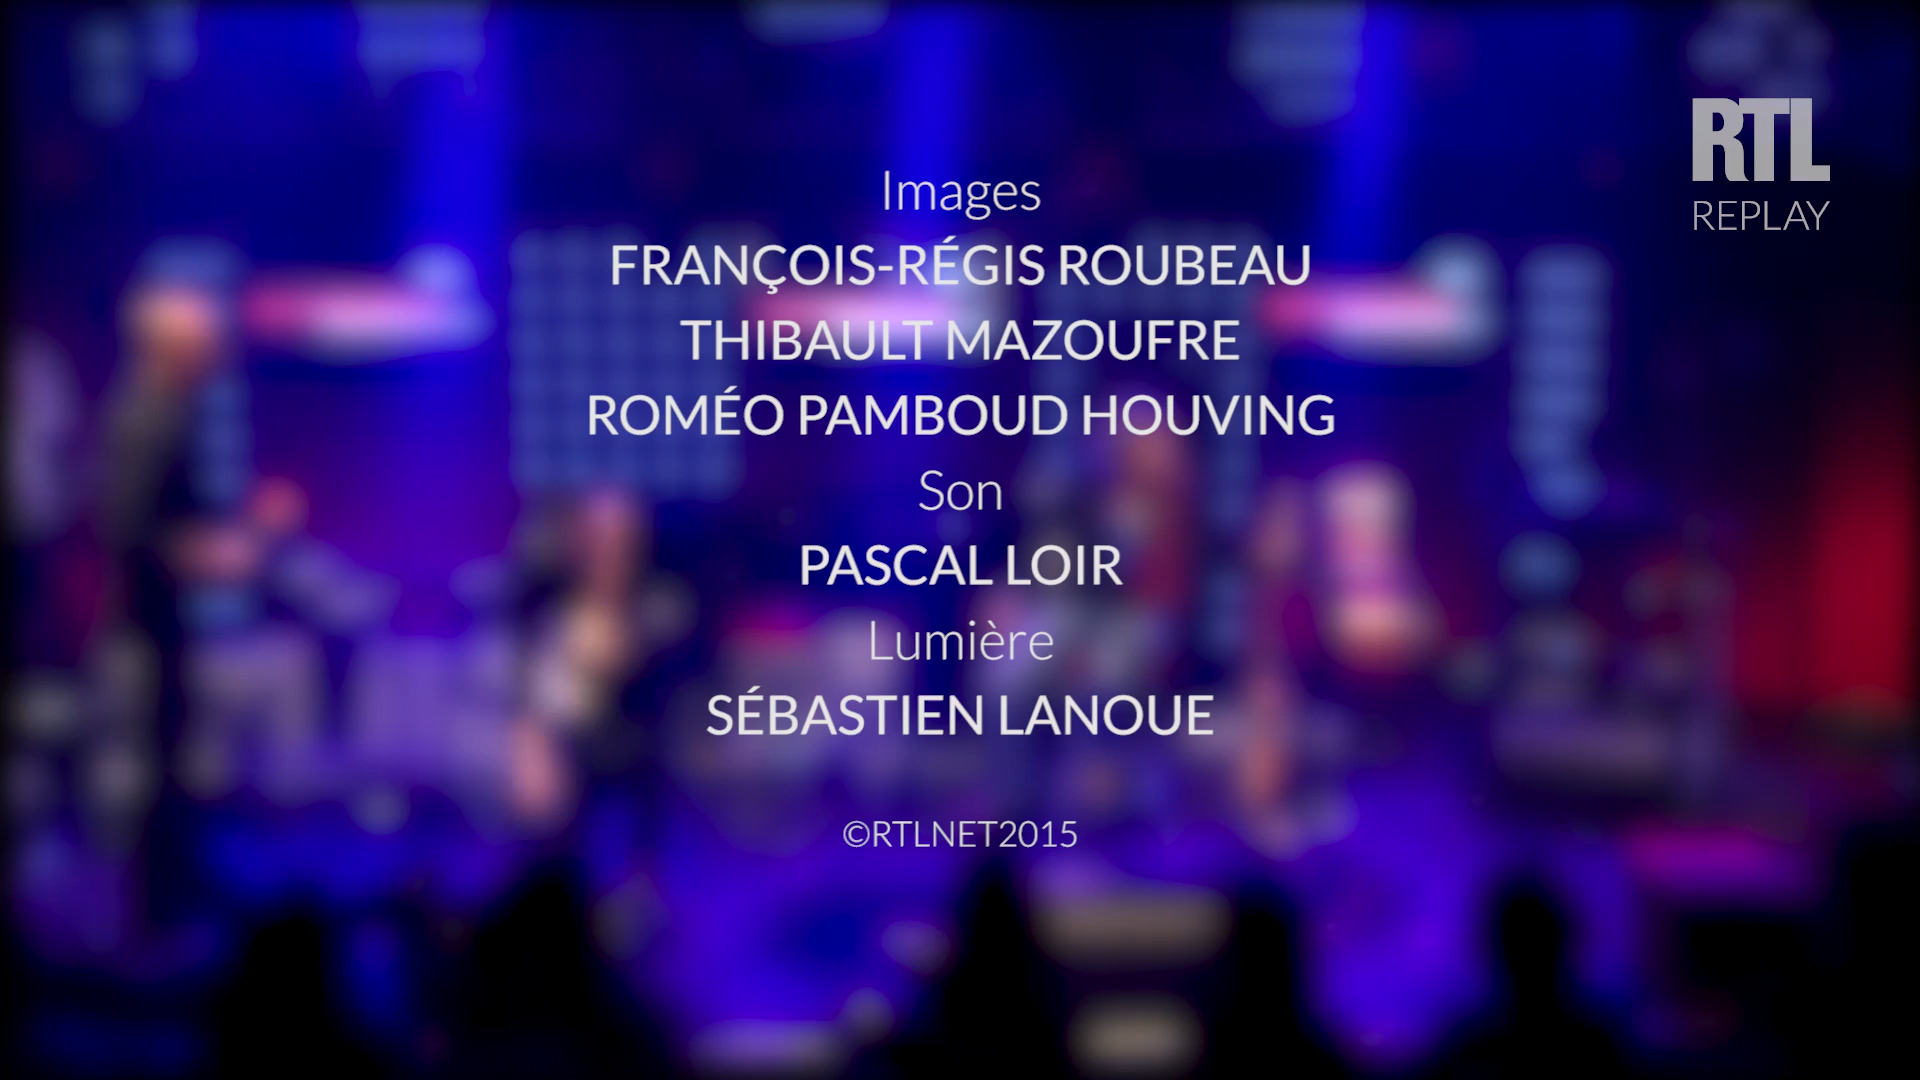 RTL
REPLAY
Images
FRANÇOIS-RÉGIS ROUBEAU
THIBAULT MAZOUFRE
ROMÉO PAMBOUD HOUVING
Son
PASCAL LOIR
Lumière
SÉBASTIEN LANOUE
©RTLNET2015